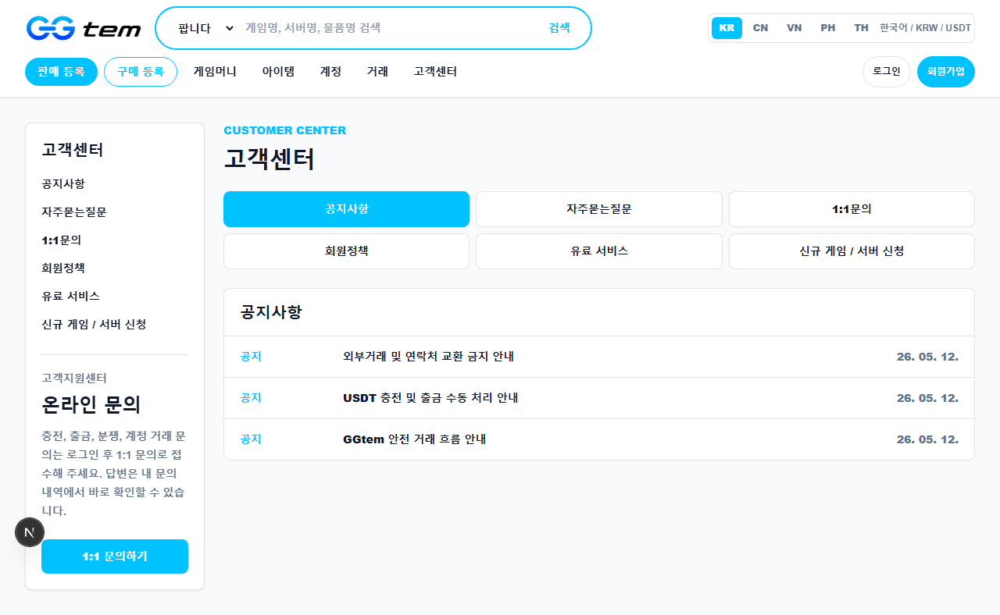 GG tem
팝니다
게임명, 서버명, 물품명 검색
검색
KR CN VN PH TH 한국어 / KRW / USDT
판매 등록
구매 등록
게임머니
아이템
계정
거래
고객센터
로그인
회원가입
고객센터
공지사항
자주묻는질문
1:1문의
회원정책
유료 서비스
신규 게임 / 서버 신청
고객지원센터
온라인 문의
충전, 출금, 분쟁, 계정 거래 문
의는 로그인 후 1:1 문의로 접
수해 주세요. 답변은 내 문의
내역에서 바로 확인할 수 있습
니다.
N
1:1 문의하기
CUSTOMER CENTER
고객센터
공지사항
자주묻는질문
1:1문의
회원정책
유료 서비스
신규 게임 / 서버 신청
공지사항
공지 외부거래 및 연락처 교환 금지 안내 26. 05. 12.
공지 USDT 충전 및 출금 수동 처리 안내 26. 05. 12.
공지 GGtem 안전 거래 흐름 안내 26. 05. 12.